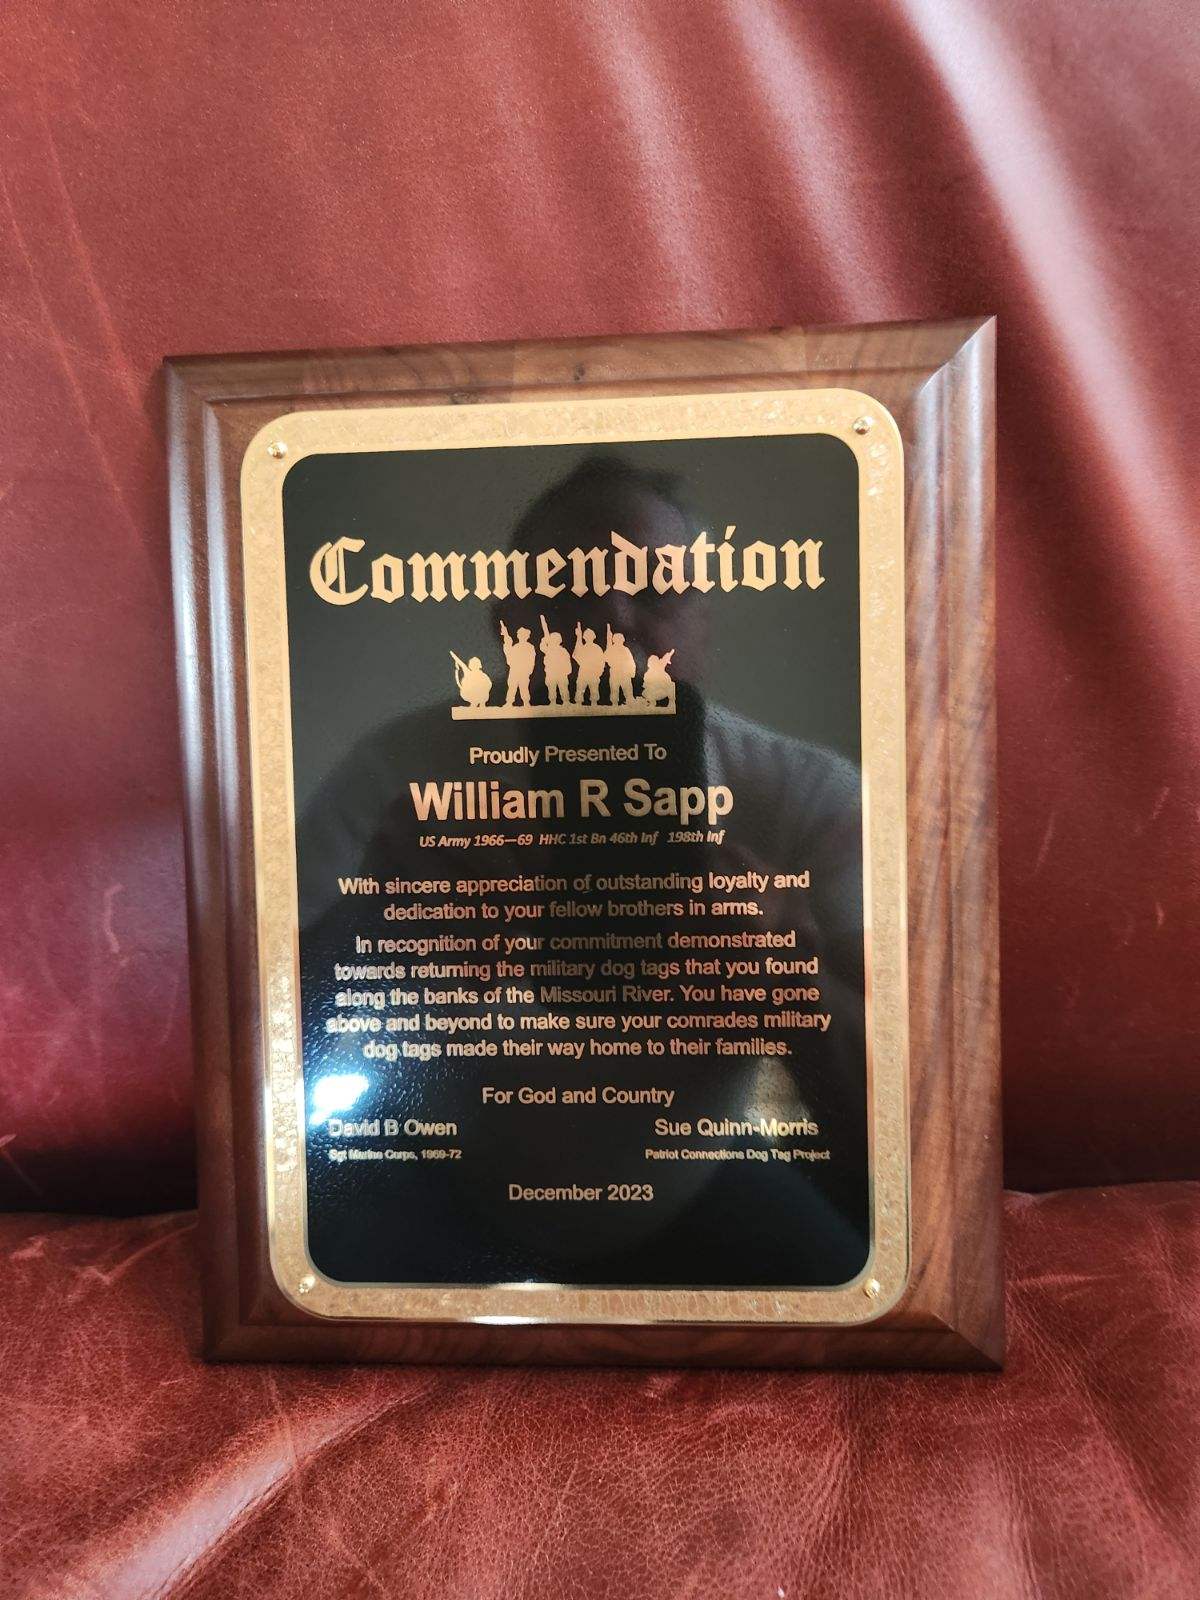 Commendation
Proudly Presented To
William R Sapp
US Army 1966—69 HHC 1st Bn 46th Inf 198th Inf
With sincere appreciation of outstanding loyalty and
dedication to your fellow brothers in arms.
In recognition of your commitment demonstrated
towards returning the military dog tags that you found
along the banks of the Missouri River. You have gone
above and beyond to make sure your comrades military
dog tags made their way home to their families.
For God and Country
David B Owen
Sgt Marine Corps, 1969-72
Sue Quinn-Morris
Patriot Connections Dog Tag Project
December 2023